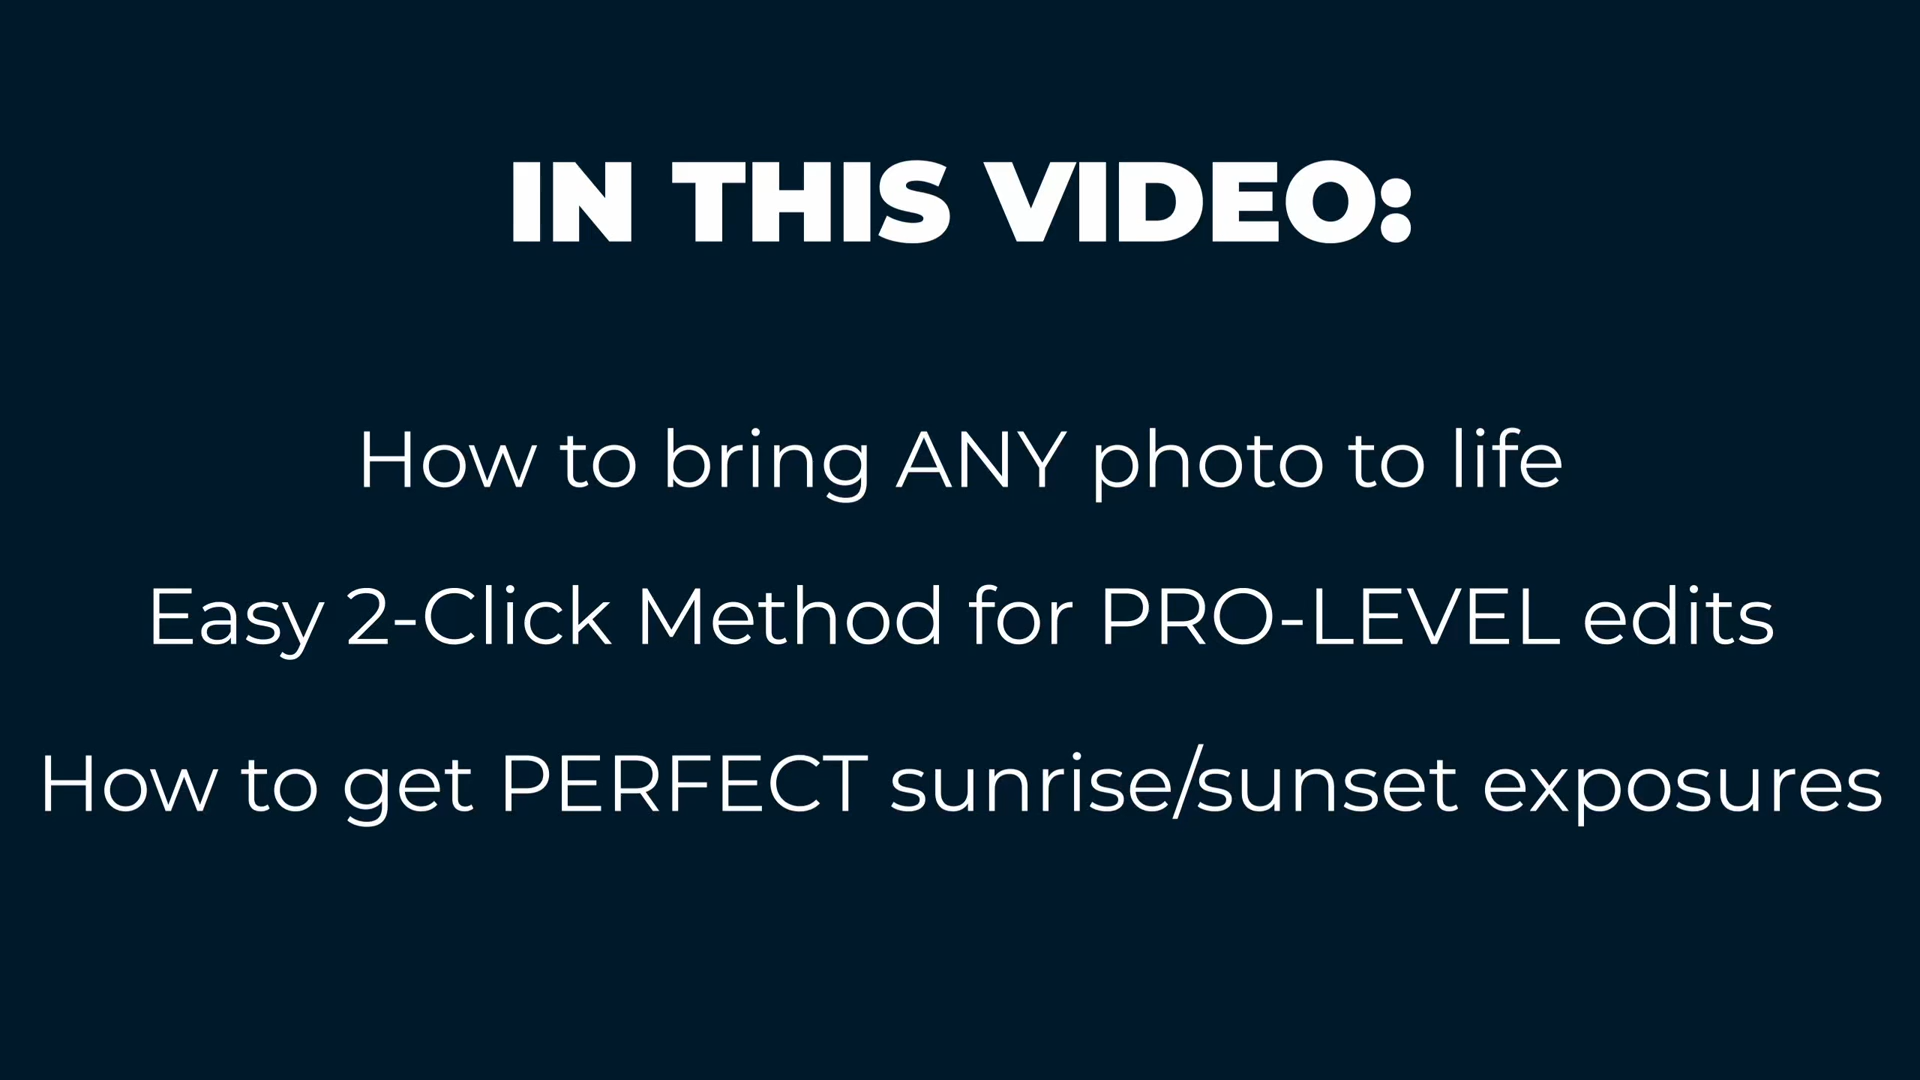 IN THIS VIDEO:
How to bring ANY photo to life
Easy 2-Click Method for PRO-LEVEL edits
How to get PERFECT sunrise/sunset exposures